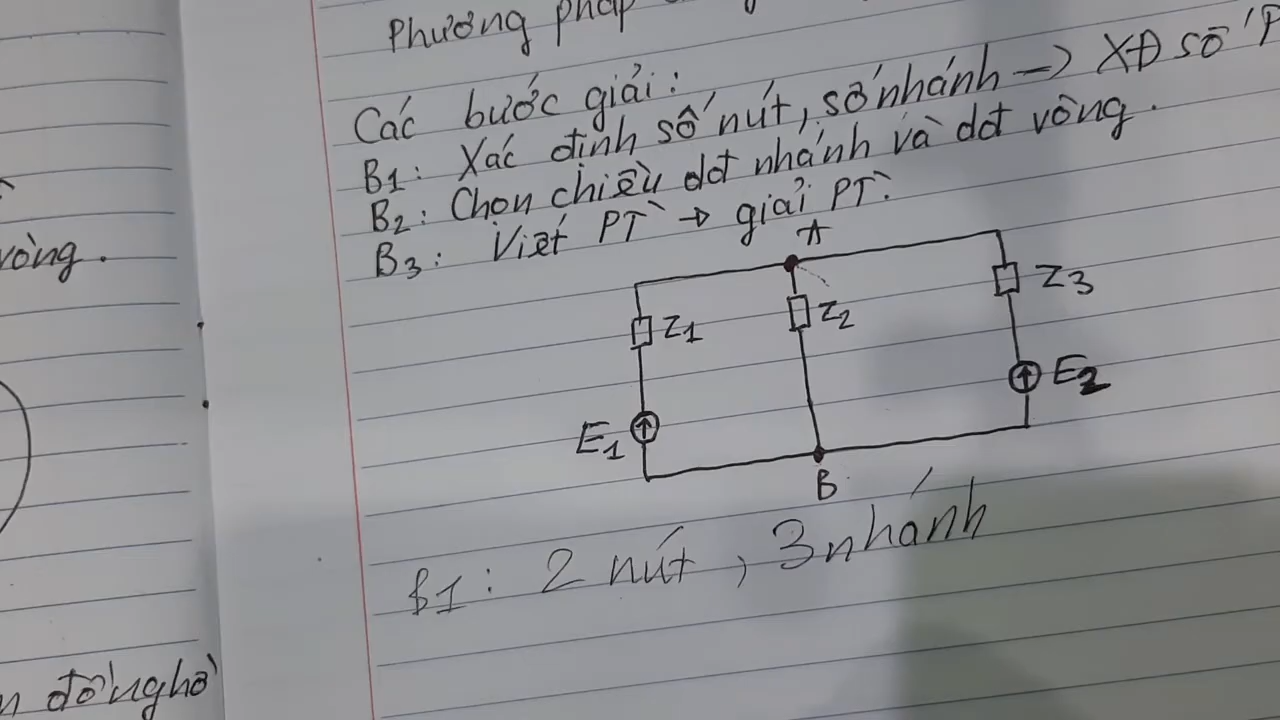 Phương pháp
Các bước giải:
B1: Xác định số nút, số nhánh → XĐ số P
B2: Chọn chiều dđ nhánh và dđ vòng.
B3: Viết PT → giải PT.
vòng.
A
Z1
Z2
Z3
E1
E2
B
B1: 2 nút, 3 nhánh
đồng hồ